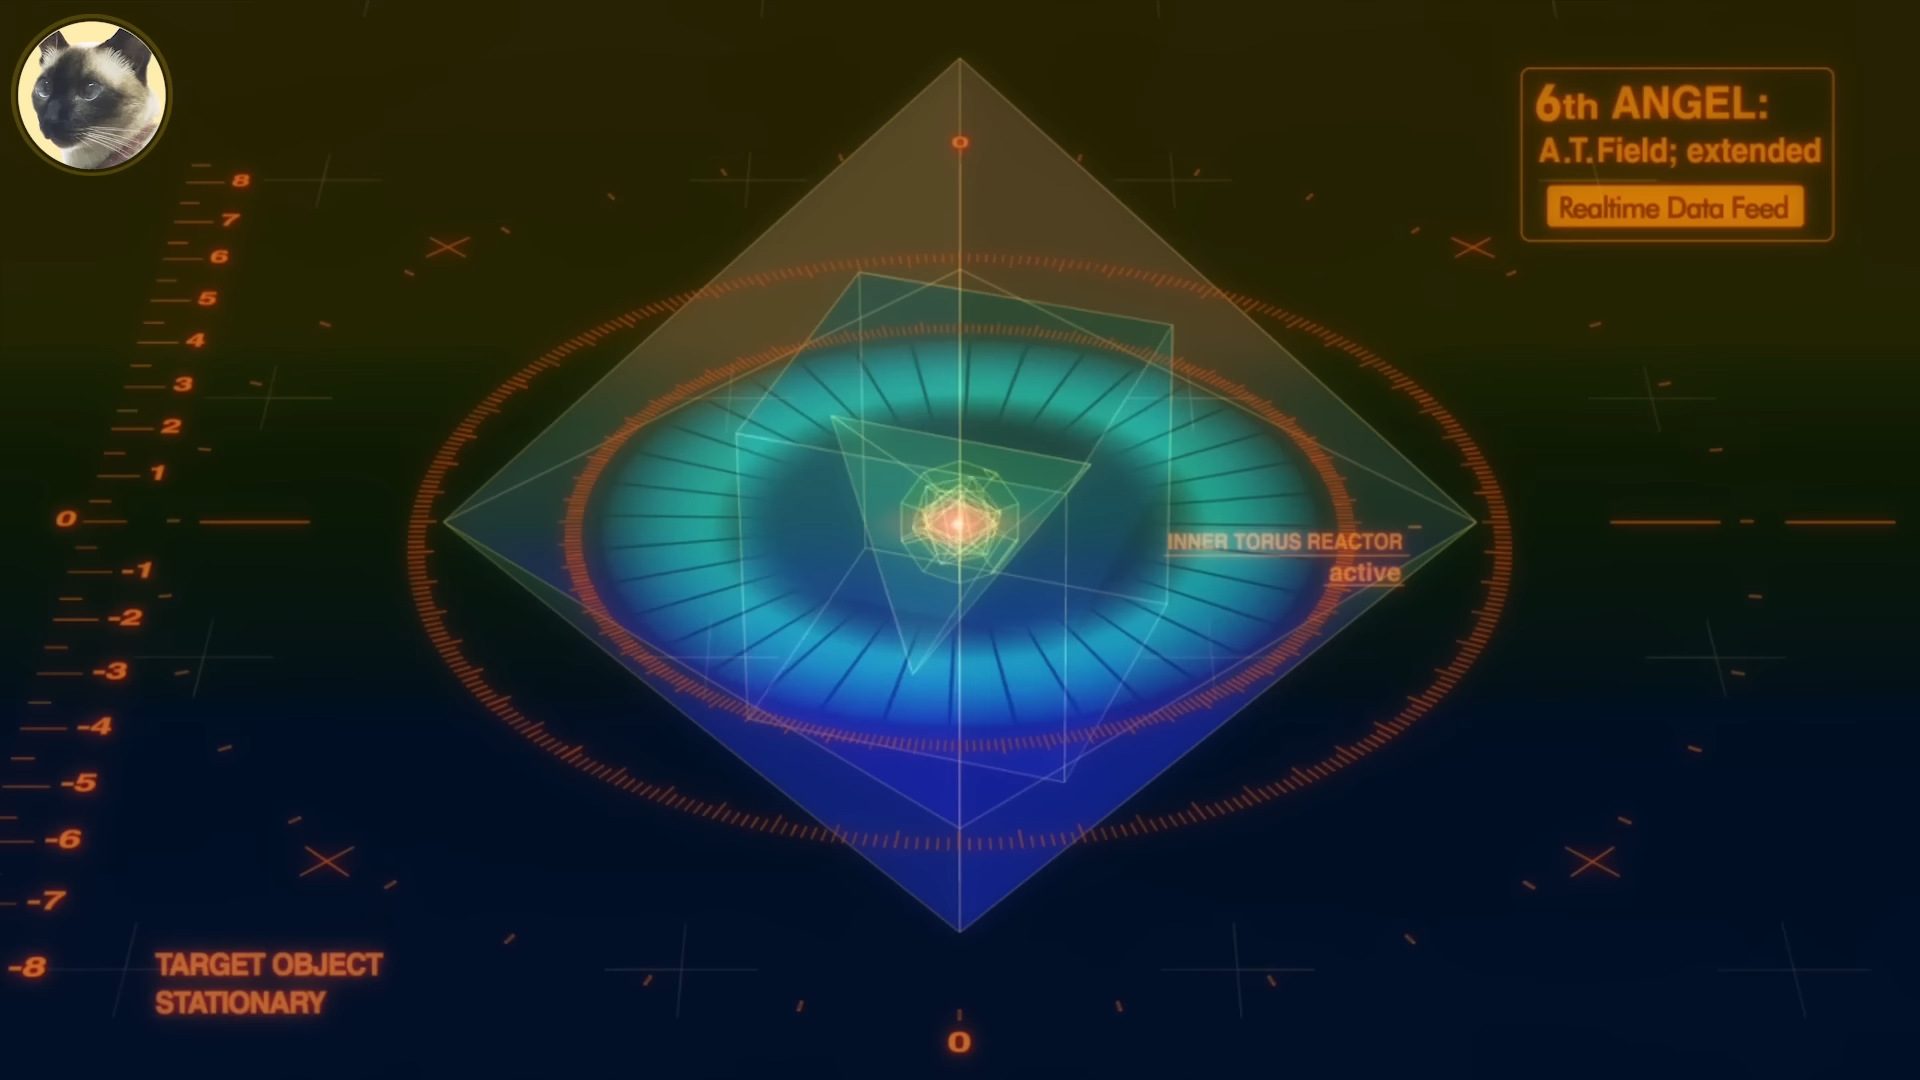 6th ANGEL:
A.T.Field; extended
Realtime Data Feed
0
8
7
6
5
4
3
2
1
0
-1
-2
-3
-4
-5
-6
-7
-8
INNER TORUS REACTOR
active
TARGET OBJECT
STATIONARY
0